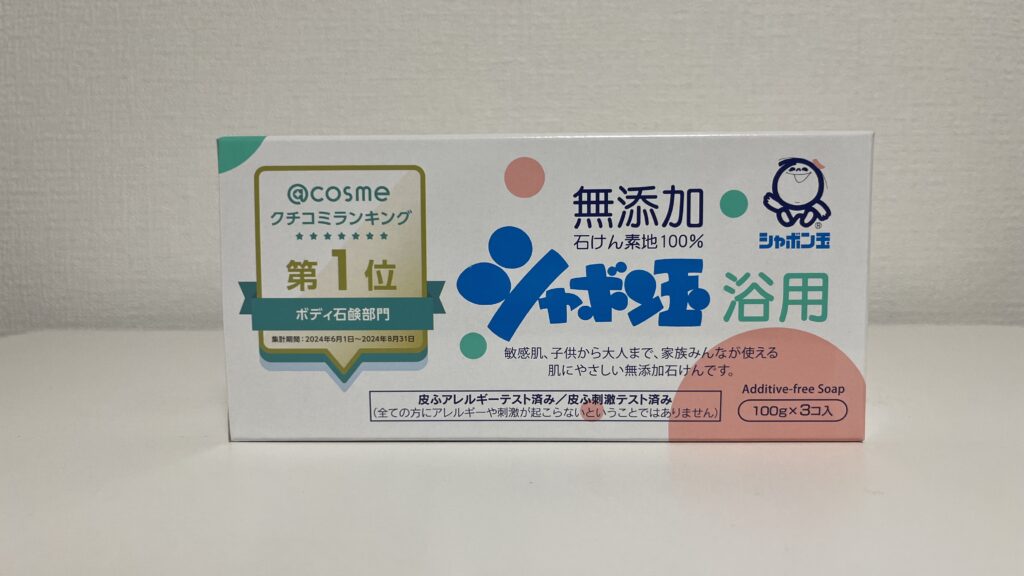 @cosme
クチコミランキング
★★★★★★★
第1位
ボディ石鹸部門
集計期間:2024年6月1日~2024年8月31日
無添加
石けん素地100%
シャボン玉 浴用
®
シャボン玉
敏感肌、子供から大人まで、家族みんなが使える
肌にやさしい無添加石けんです。
皮ふアレルギーテスト済み/皮ふ刺激テスト済み
(全ての方にアレルギーや刺激が起こらないということではありません)
Additive-free Soap
100g×3コ入